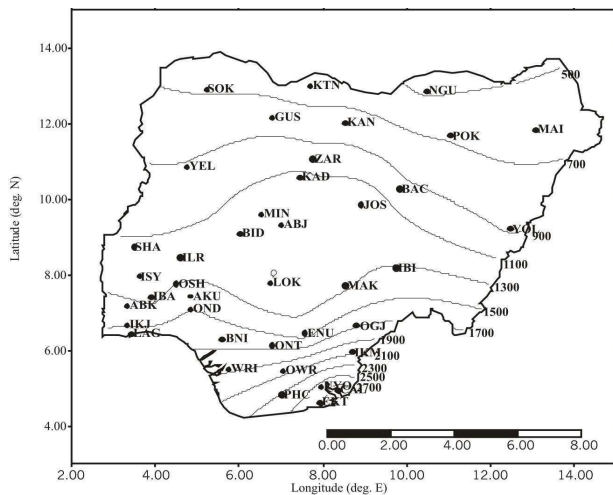 14.00
500
KTN
SOK
NGU
GUS
KAN
12.00
MAI
POK
ZAR
700
YEL
KAD
BAC
10.00
JOS
MIN
ABJ
YOL
BID
900
SHA
ILR
1100
IBI
8.00
ISY
OSH
LOK
MAK
1300
IBA
AKU
ABK
OND
1500
IKJ
OGJ
LAG
ENU
1700
BNI
1900
6.00
ONT
IKM
2100
WRI
OWR
2300
2500
PHC
2700
EKT
4.00
0.00 2.00 4.00 6.00 8.00
2.00 4.00 6.00 8.00 10.00 12.00 14.00
Longitude (deg. E)
Latitude (deg. N)